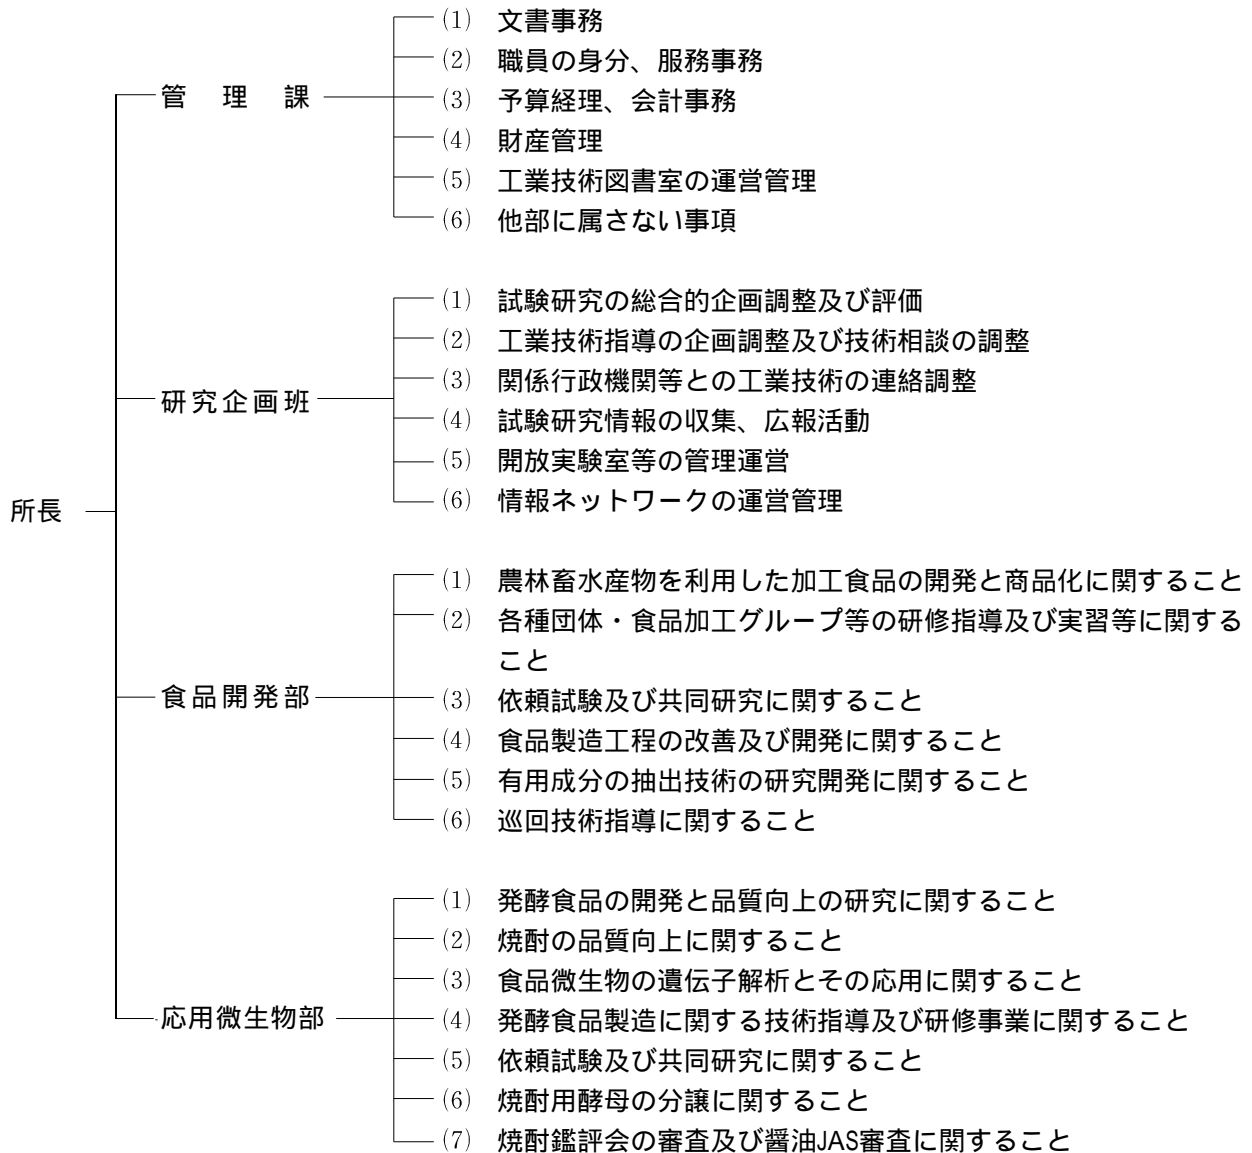 所長
管理課
(1) 文書事務
(2) 職員の身分、服務事務
(3) 予算経理、会計事務
(4) 財産管理
(5) 工業技術図書室の運営管理
(6) 他部に属さない事項
研究企画班
(1) 試験研究の総合的企画調整及び評価
(2) 工業技術指導の企画調整及び技術相談の調整
(3) 関係行政機関等との工業技術の連絡調整
(4) 試験研究情報の収集、広報活動
(5) 開放実験室等の管理運営
(6) 情報ネットワークの運営管理
食品開発部
(1) 農林畜水産物を利用した加工食品の開発と商品化に関すること
(2) 各種団体・食品加工グループ等の研修指導及び実習等に関する
こと
(3) 依頼試験及び共同研究に関すること
(4) 食品製造工程の改善及び開発に関すること
(5) 有用成分の抽出技術の研究開発に関すること
(6) 巡回技術指導に関すること
応用微生物部
(1) 発酵食品の開発と品質向上の研究に関すること
(2) 焼酎の品質向上に関すること
(3) 食品微生物の遺伝子解析とその応用に関すること
(4) 発酵食品製造に関する技術指導及び研修事業に関すること
(5) 依頼試験及び共同研究に関すること
(6) 焼酎用酵母の分譲に関すること
(7) 焼酎鑑評会の審査及び醤油JAS審査に関すること